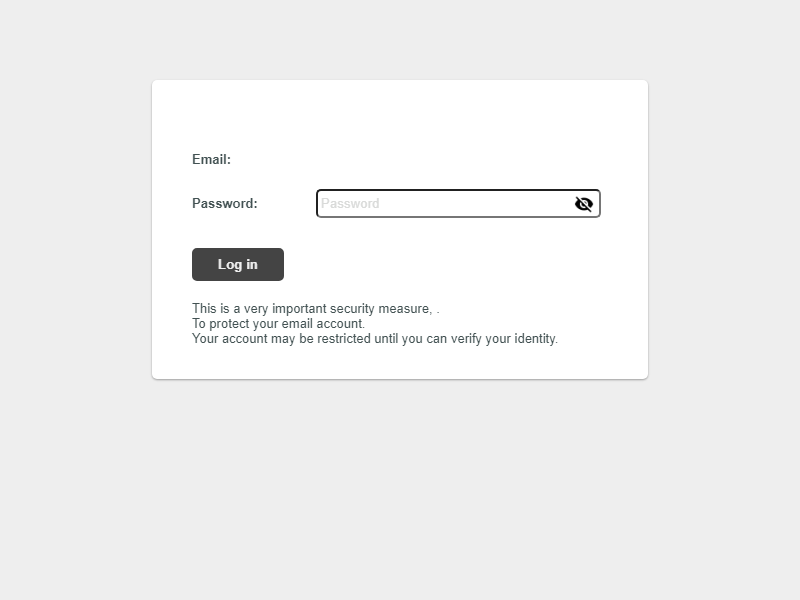 Email:
Password:
Password
Log in
This is a very important security measure, .
To protect your email account.
Your account may be restricted until you can verify your identity.